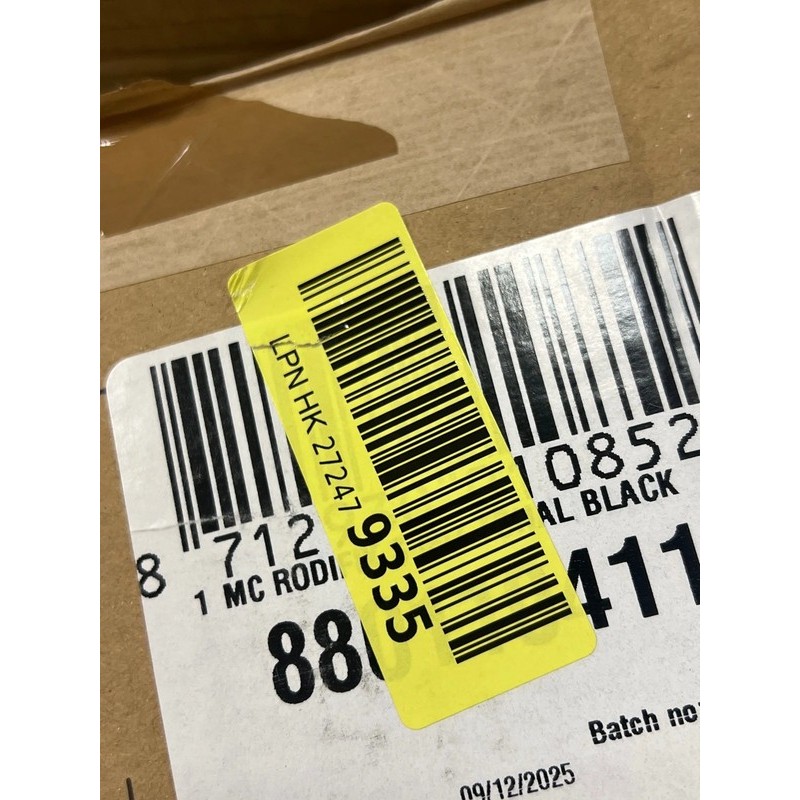 LPN HK 27247 9335
8 712 10852
1 MC RODI AL BLACK
88 411
Batch no:
09/12/2025